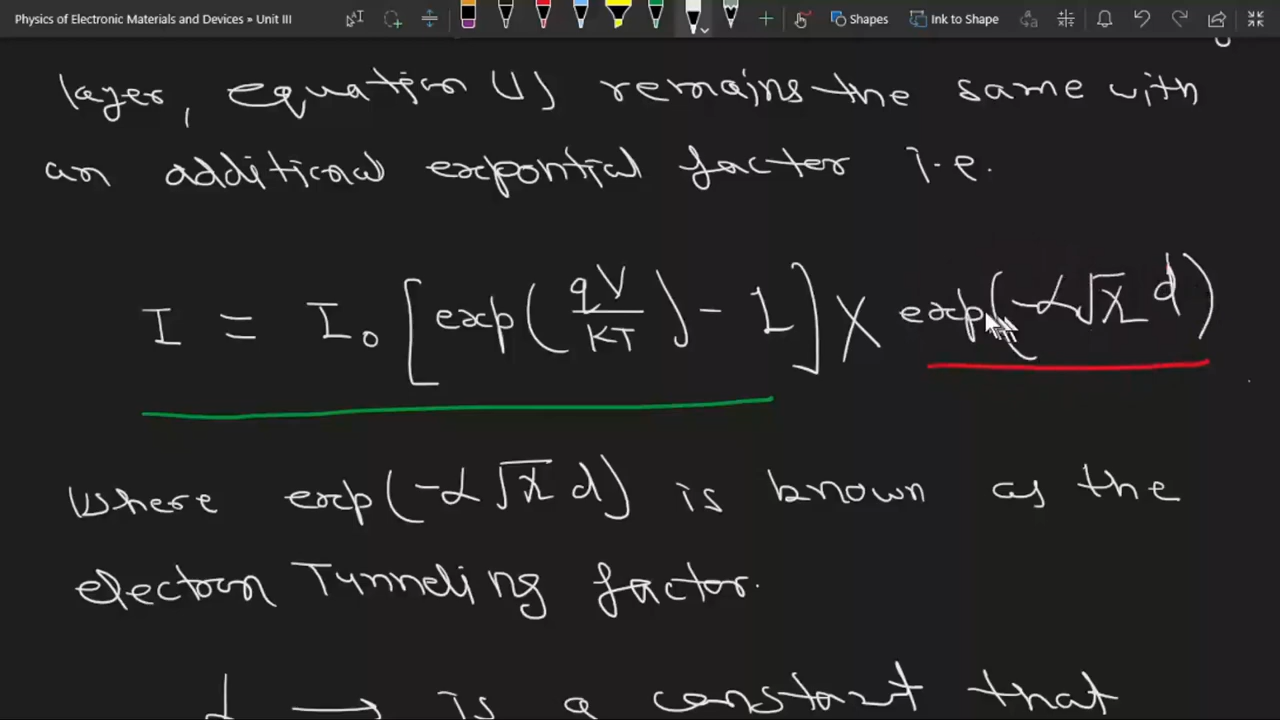 Physics of Electronic Materials and Devices » Unit III
Shapes
Ink to Shape
layer, equation (1) remains the same with
an additional expontial factor i.e.
I = I₀ [exp(qV/KT) - 1] X exp(-α√χ d)
where exp(-α√χ d) is known as the
electron Tunneling factor.
d → is a constant that